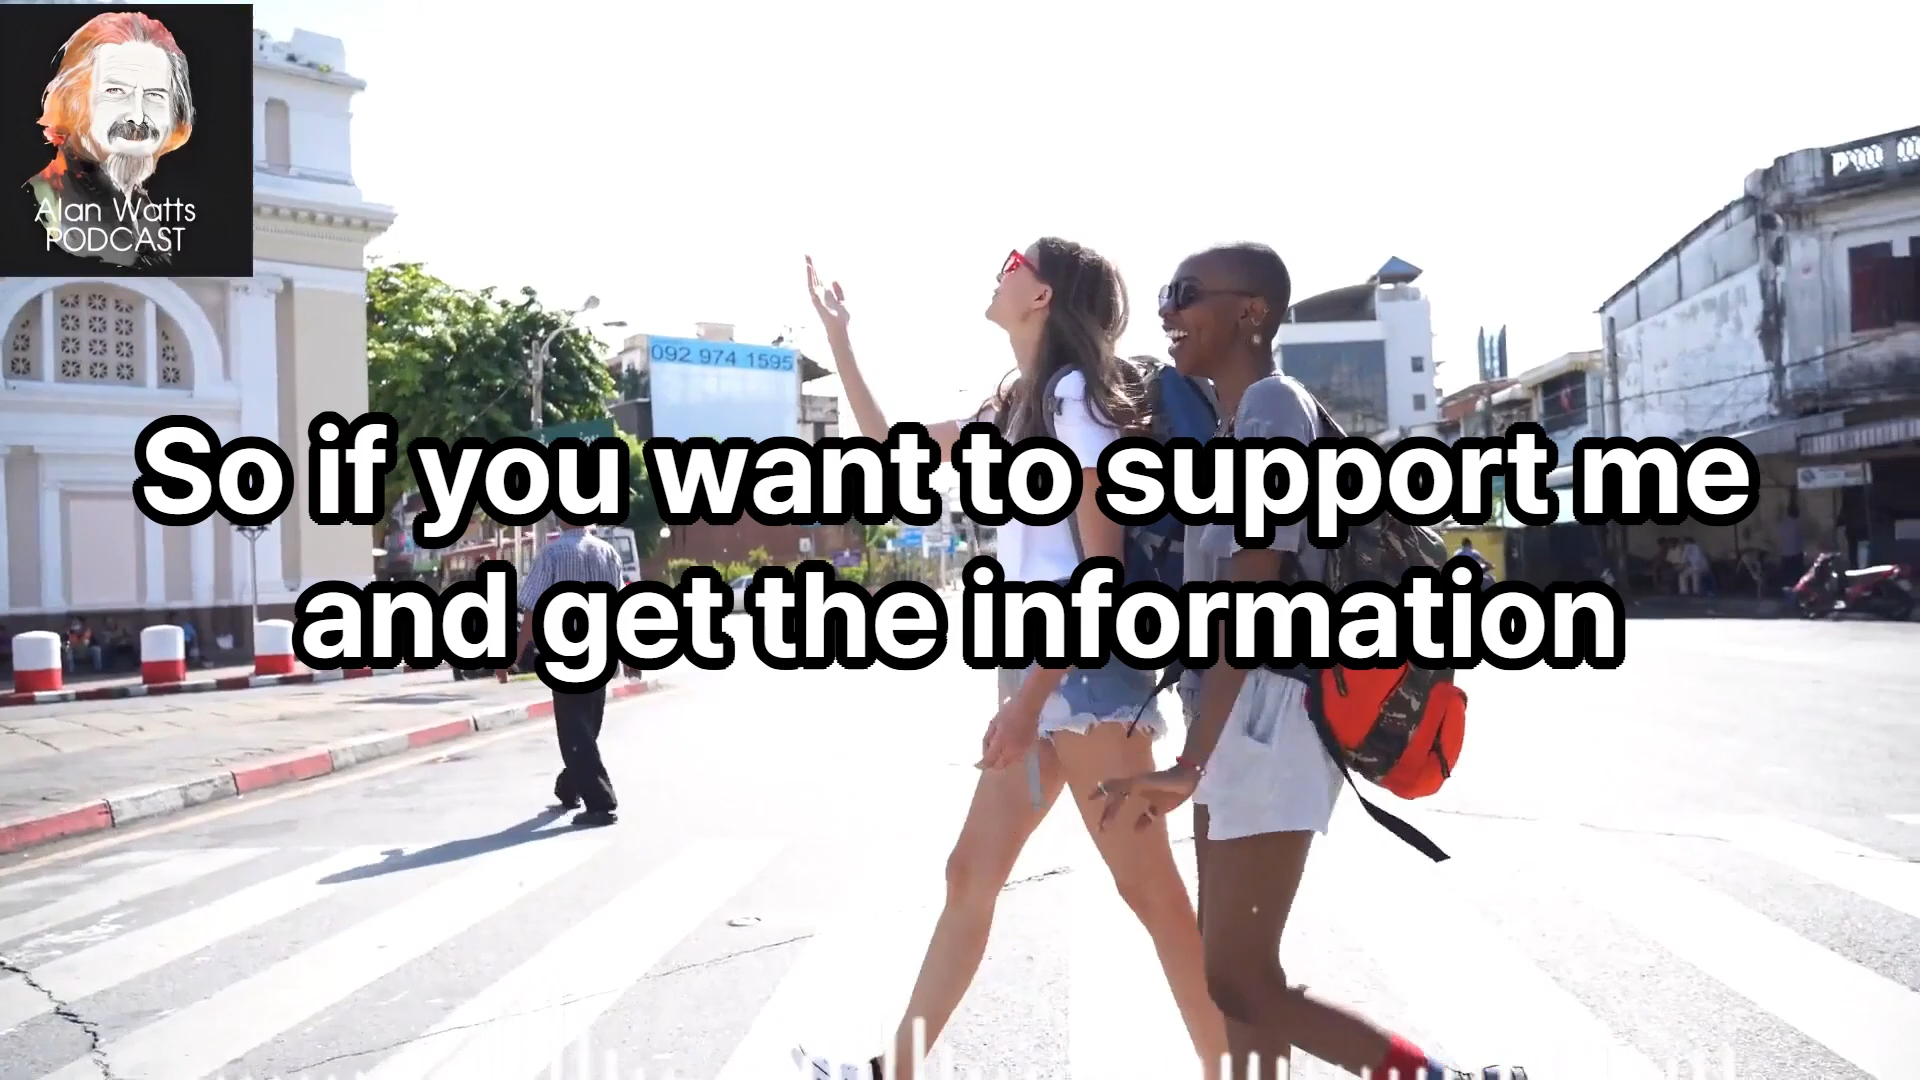 Alan Watts
PODCAST
092 974 1595
So if you want to support me
and get the information